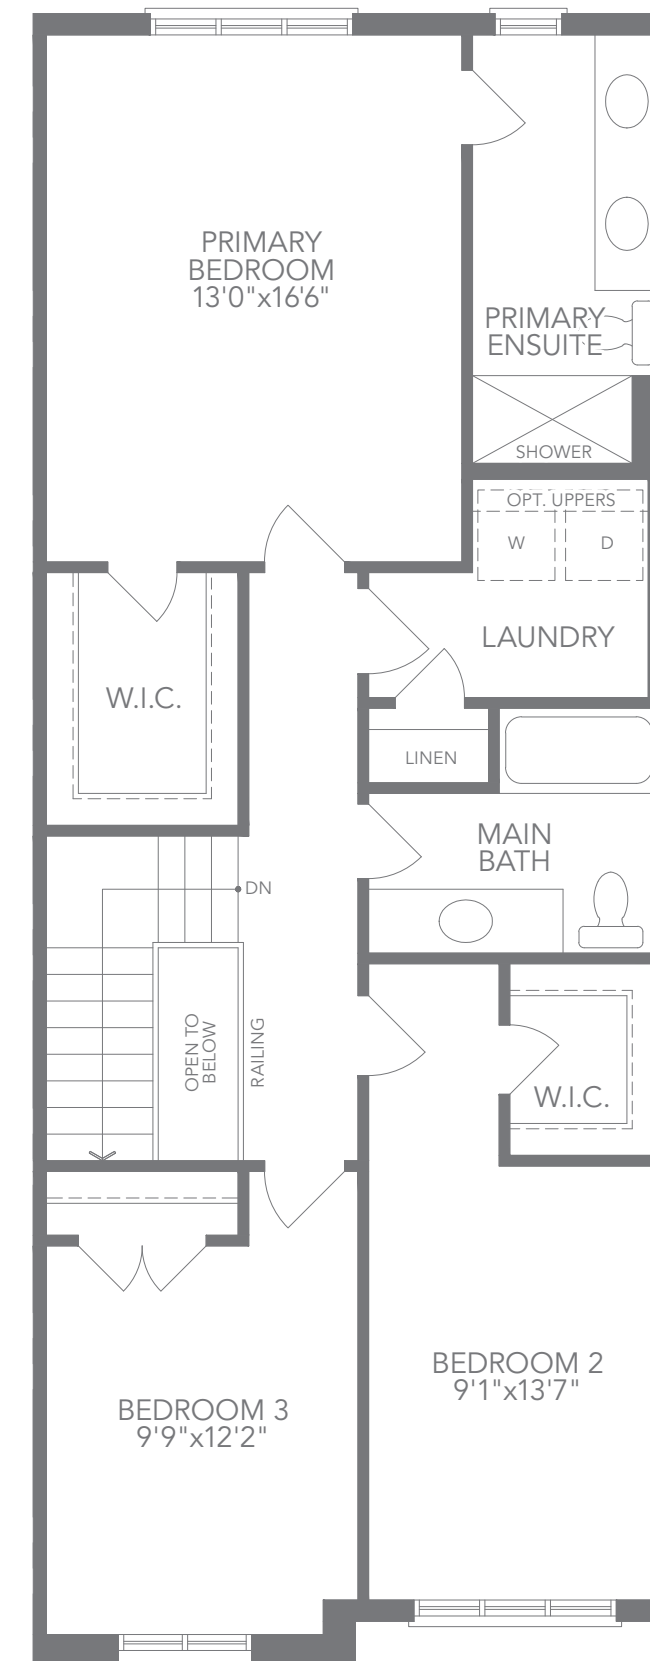 PRIMARY
BEDROOM
13'0"x16'6"
PRIMARY
ENSUITE
SHOWER
OPT. UPPERS
W
D
LAUNDRY
W.I.C.
LINEN
MAIN
BATH
DN
OPEN TO
BELOW
RAILING
W.I.C.
BEDROOM 2
9'1"x13'7"
BEDROOM 3
9'9"x12'2"